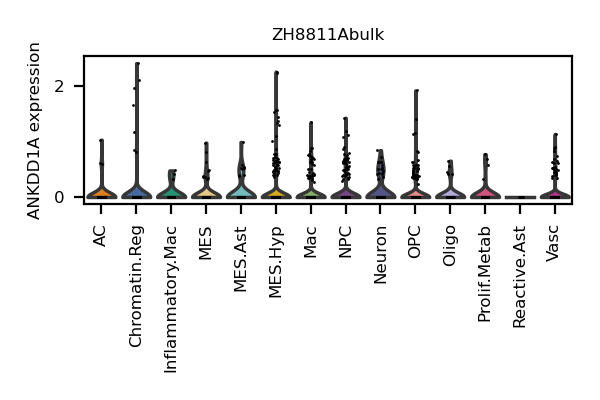 ZH8811Abulk
ANKDD1A expression
2
0
AC
Chromatin.Reg
Inflammatory.Mac
MES
MES.Ast
MES.Hyp
Mac
NPC
Neuron
OPC
Oligo
Prolif.Metab
Reactive.Ast
Vasc